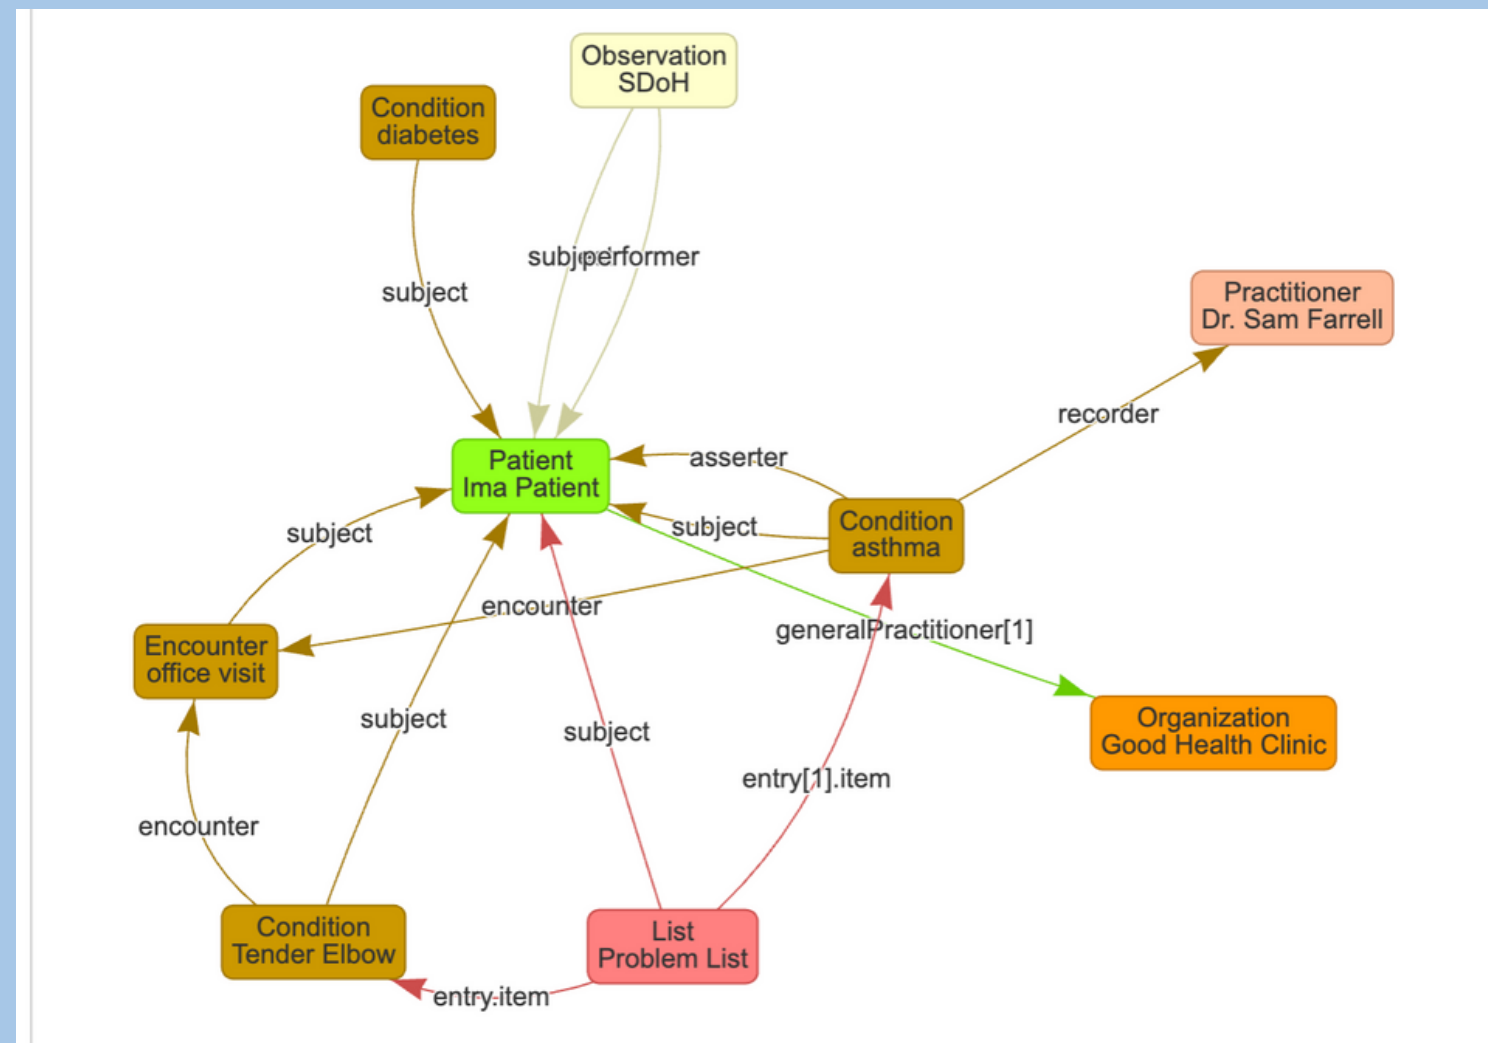 Observation
SDoH
Condition
diabetes
subject
performer
subject
Practitioner
Dr. Sam Farrell
recorder
asserter
Patient
Ima Patient
subject
Condition
asthma
subject
encounter
generalPractitioner[1]
Encounter
office visit
subject
subject
Organization
Good Health Clinic
entry[1].item
encounter
Condition
Tender Elbow
List
Problem List
entry.item